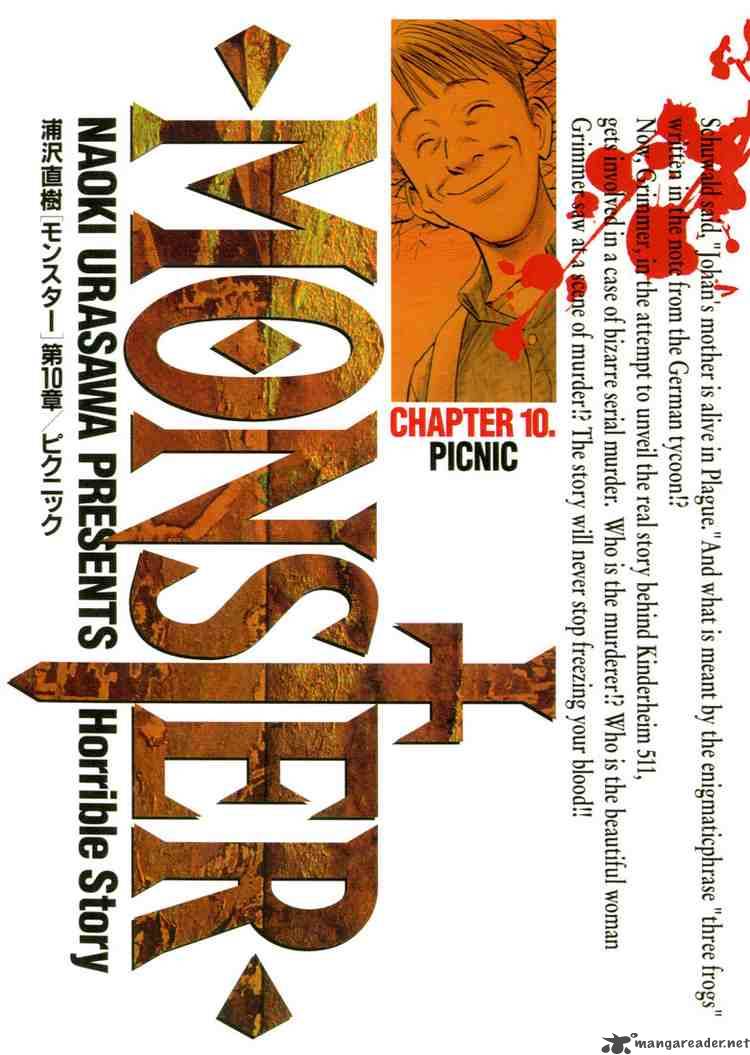 Schuwald said, "Johan's mother is alive in Plague." And what is meant by the enigmaticphrase "three frogs"
written in the note from the German tycoon!?
Now, Grimmer, in the attempt to unveil the real story behind Kinderheim 511,
gets involved in a case of bizarre serial murder. Who is the murderer!? Who is the beautiful woman
Grimmer saw at a scene of murder!? The story will never stop freezing your blood!!
CHAPTER 10.
PICNIC
MONSTER
NAOKI URASAWA PRESENTS Horrible Story
浦沢直樹[モンスター]第10章/ピクニック
mangareader.net